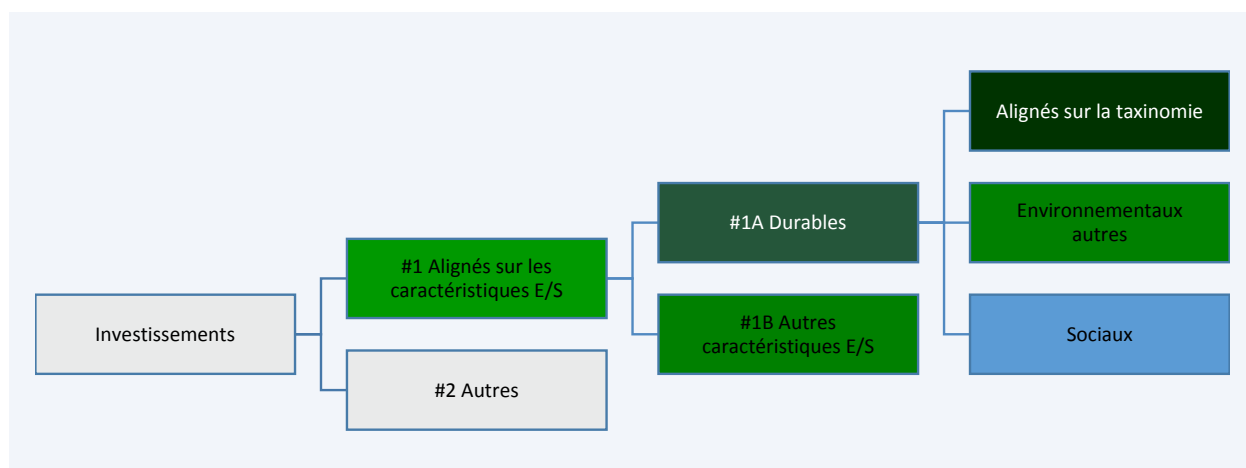 Investissements
#1 Alignés sur les
caractéristiques E/S
#2 Autres
#1A Durables
#1B Autres
caractéristiques E/S
Alignés sur la taxinomie
Environnementaux
autres
Sociaux